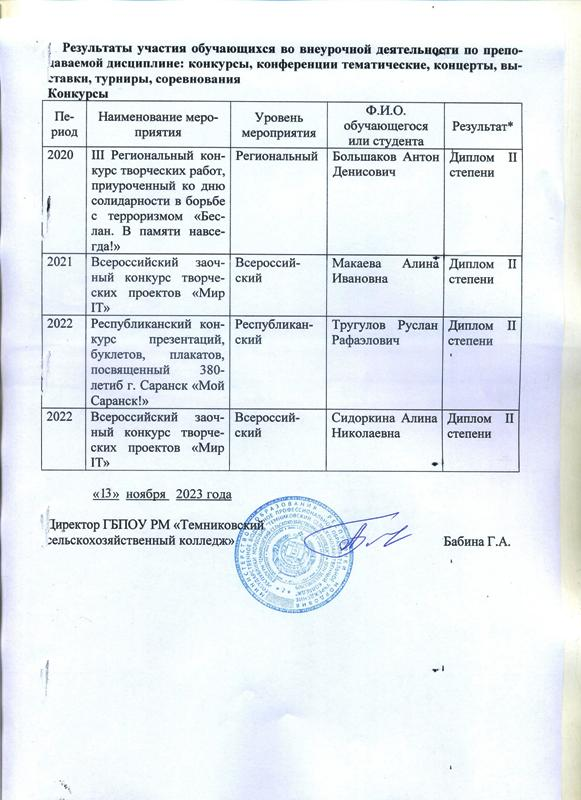 Результаты участия обучающихся во внеурочной деятельности по препо-
даваемой дисциплине: конкурсы, конференции тематические, концерты, вы-
ставки, турниры, соревнования
Конкурсы
Пе-
риод
Наименование меро-
приятия
Уровень
мероприятия
Ф.И.О.
обучающегося
или студента
Результат*
2020
III Региональный кон-
курс творческих работ,
приуроченный ко дню
солидарности в борьбе
с терроризмом «Бес-
лан. В памяти навсе-
гда!»
Региональный
Большаков Антон
Денисович
Диплом II
степени
2021
Всероссийский заоч-
ный конкурс творче-
ских проектов «Мир
IT»
Всероссий-
ский
Макаева Алина
Ивановна
Диплом II
степени
2022
Республиканский кон-
курс презентаций,
буклетов, плакатов,
посвященный 380-
летиб г. Саранск «Мой
Саранск!»
Республикан-
ский
Тругулов Руслан
Рафаэлович
Диплом II
степени
2022
Всероссийский заоч-
ный конкурс творче-
ских проектов «Мир
IT»
Всероссий-
ский
Сидоркина Алина
Николаевна
Диплом II
степени
«13» ноября 2023 года
Директор ГБПОУ РМ «Темниковский
сельскохозяйственный колледж»
Бабина Г.А.